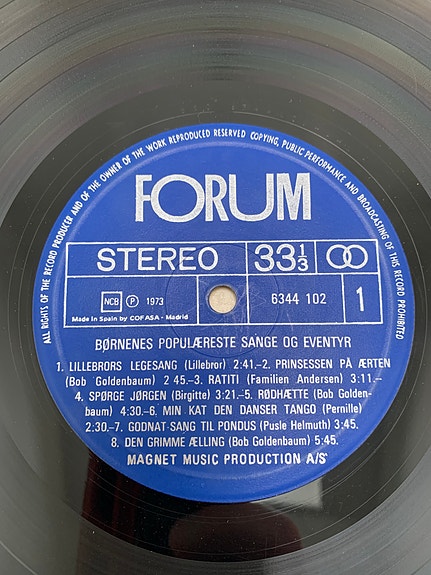 ALL RIGHTS OF THE RECORD PRODUCER AND OF THE OWNER OF THE WORK REPRODUCED RESERVED COPYING, PUBLIC PERFORMANCE AND BROADCASTING OF THIS RECORD PROHIBITED
FORUM
STEREO 33 1/3
NCB Ⓟ 1973 6344 102 1
Made in Spain by COFASA - Madrid
BØRNENES POPULÆRESTE SANGE OG EVENTYR
1. LILLEBRORS LEGESANG (Lillebror) 2:41.–2. PRINSESSEN PÅ ÆRTEN
(Bob Goldenbaum) 2 45.–3. RATITI (Familien Andersen) 3:11.–
4. SPØRGE JØRGEN (Birgitte) 3:21.–5. RØDHÆTTE (Bob Golden-
baum) 4:30.–6. MIN KAT DEN DANSER TANGO (Pernille)
2:30.–7. GODNAT SANG TIL PONDUS (Pusle Helmuth) 3:45.
8. DEN GRIMME ÆLLING (Bob Goldenbaum) 5:45.
MAGNET MUSIC PRODUCTION A/S